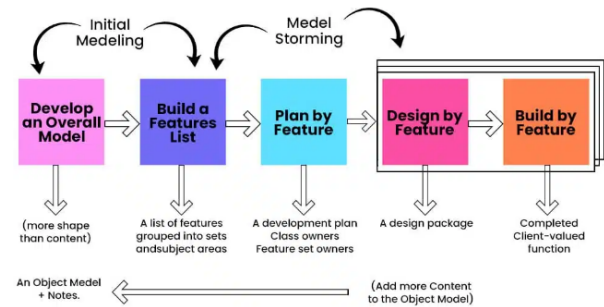 Initial
Medeling
Medel
Storming
Develop
an Overall
Model
Build a
Features
List
Plan by
Feature
Design by
Feature
Build by
Feature
(more shape
than content)
A list of features
grouped into sets
andsubject areas
A development plan
Class owners
Feature set owners
A design package
Completed
Client-valued
function
An Object Model
+ Notes.
(Add more Content
to the Object Model)